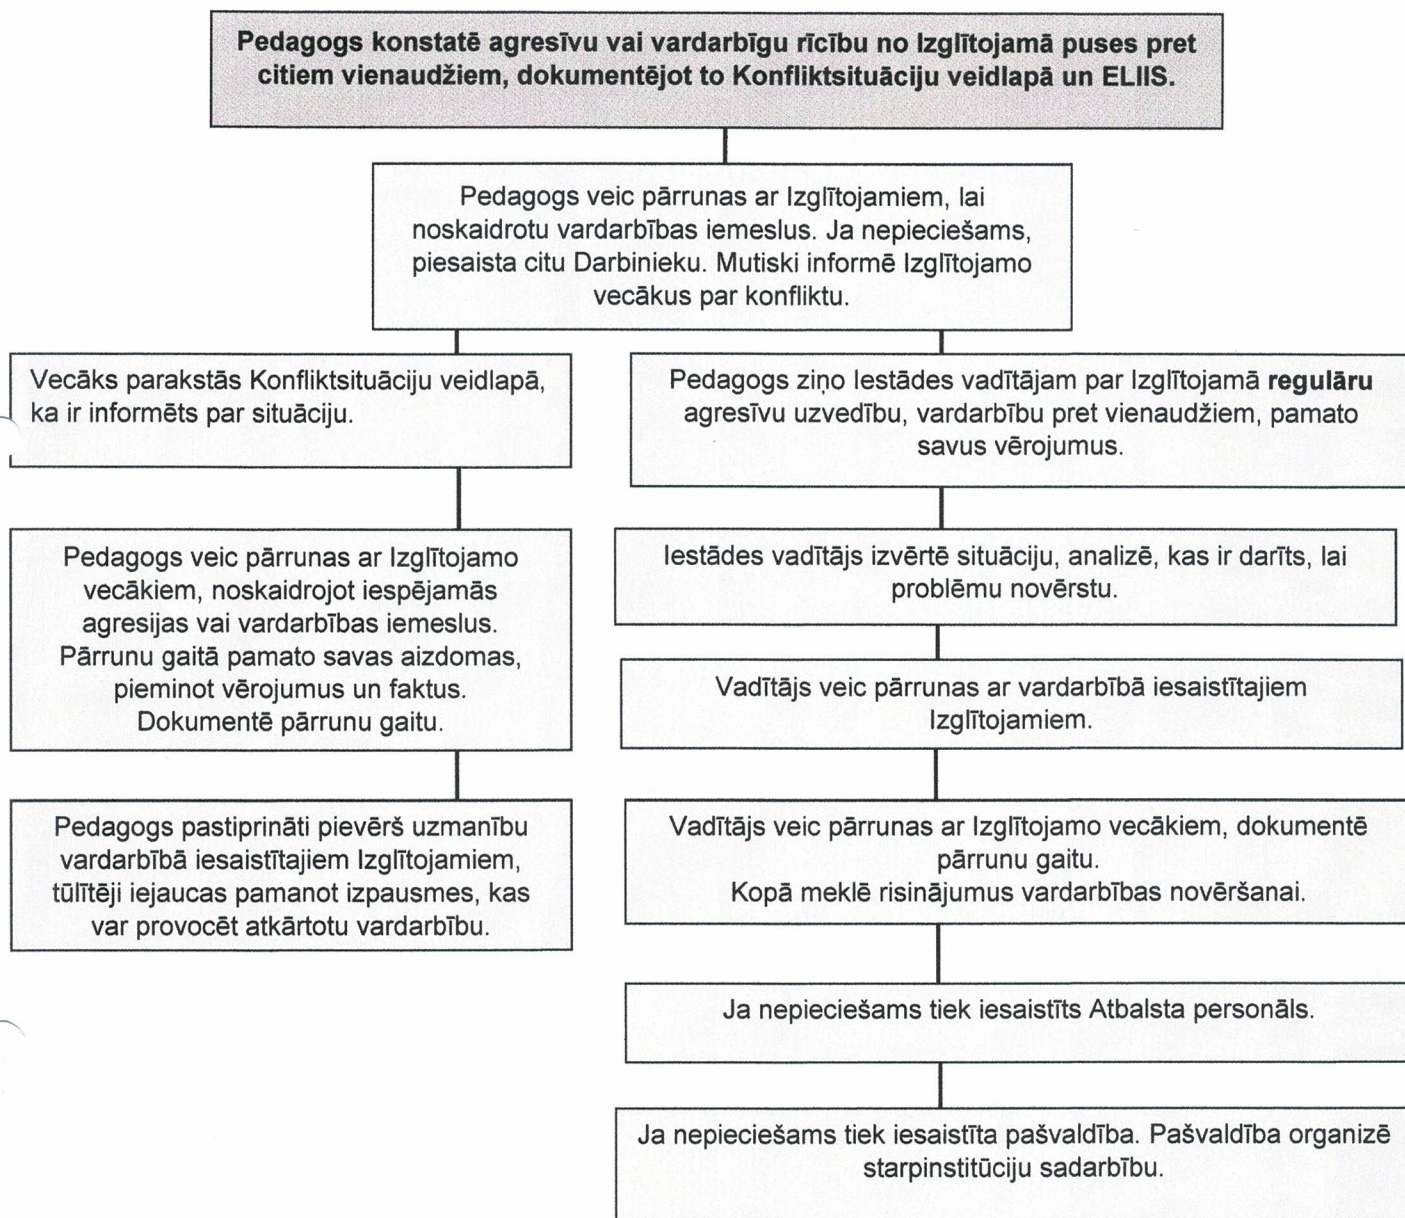 Pedagogs konstatē agresīvu vai vardarbīgu rīcību no Izglītojamā puses pret
citiem vienaudžiem, dokumentējot to Konfliktsituāciju veidlapā un ELIIS.
Pedagogs veic pārrunas ar Izglītojamiem, lai
noskaidrotu vardarbības iemeslus. Ja nepieciešams,
piesaista citu Darbinieku. Mutiski informē Izglītojamo
vecākus par konfliktu.
Vecāks parakstās Konfliktsituāciju veidlapā,
ka ir informēts par situāciju.
Pedagogs veic pārrunas ar Izglītojamo
vecākiem, noskaidrojot iespējamās
agresijas vai vardarbības iemeslus.
Pārrunu gaitā pamato savas aizdomas,
pieminot vērojumus un faktus.
Dokumentē pārrunu gaitu.
Pedagogs pastiprināti pievērš uzmanību
vardarbībā iesaistītajiem Izglītojamiem,
tūlītēji iejaucas pamanot izpausmes, kas
var provocēt atkārtotu vardarbību.
Pedagogs ziņo Iestādes vadītājam par Izglītojamā regulāru
agresīvu uzvedību, vardarbību pret vienaudžiem, pamato
savus vērojumus.
Iestādes vadītājs izvērtē situāciju, analizē, kas ir darīts, lai
problēmu novērstu.
Vadītājs veic pārrunas ar vardarbībā iesaistītajiem
Izglītojamiem.
Vadītājs veic pārrunas ar Izglītojamo vecākiem, dokumentē
pārrunu gaitu.
Kopā meklē risinājumus vardarbības novēršanai.
Ja nepieciešams tiek iesaistīts Atbalsta personāls.
Ja nepieciešams tiek iesaistīta pašvaldība. Pašvaldība organizē
starpinstitūciju sadarbību.